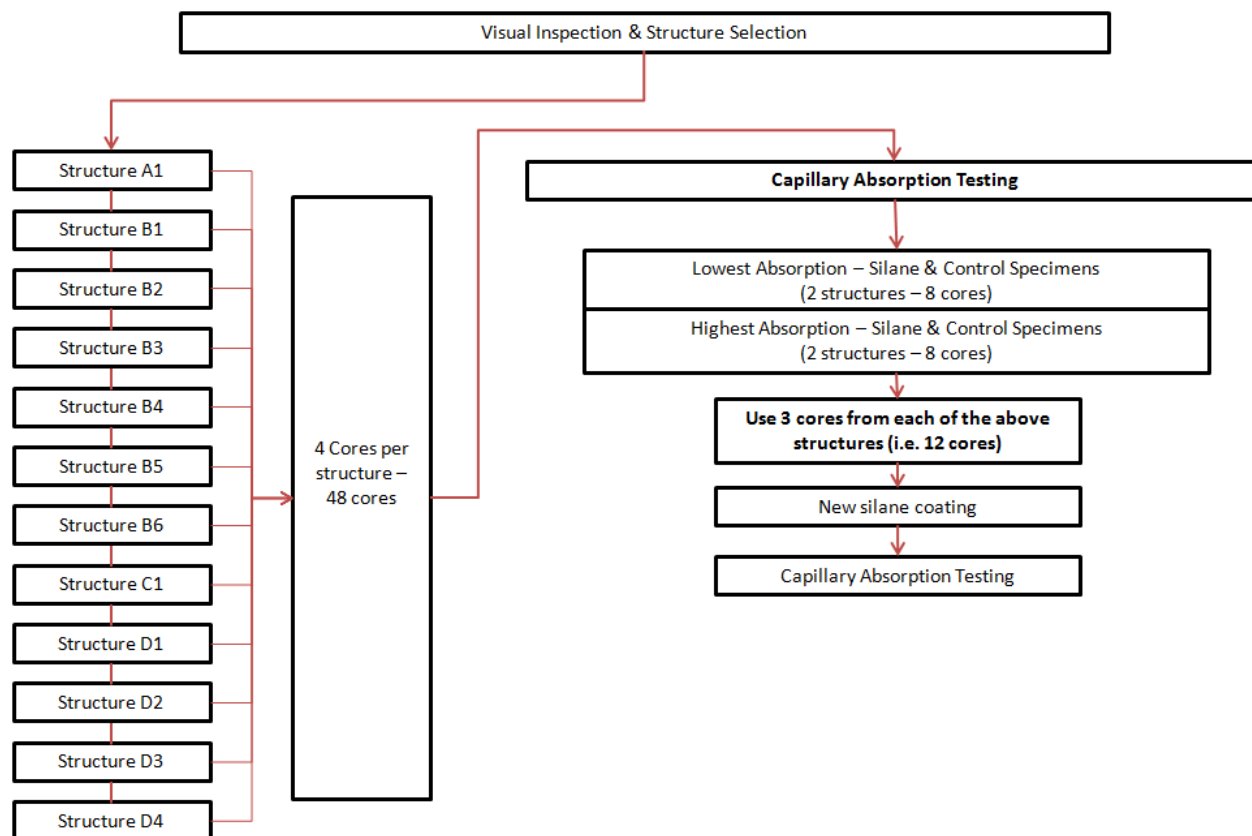 Visual Inspection & Structure Selection
Structure A1
Structure B1
Structure B2
Structure B3
Structure B4
Structure B5
Structure B6
Structure C1
Structure D1
Structure D2
Structure D3
Structure D4
4 Cores per
structure –
48 cores
Capillary Absorption Testing
Lowest Absorption – Silane & Control Specimens
(2 structures – 8 cores)
Highest Absorption – Silane & Control Specimens
(2 structures – 8 cores)
Use 3 cores from each of the above
structures (i.e. 12 cores)
New silane coating
Capillary Absorption Testing